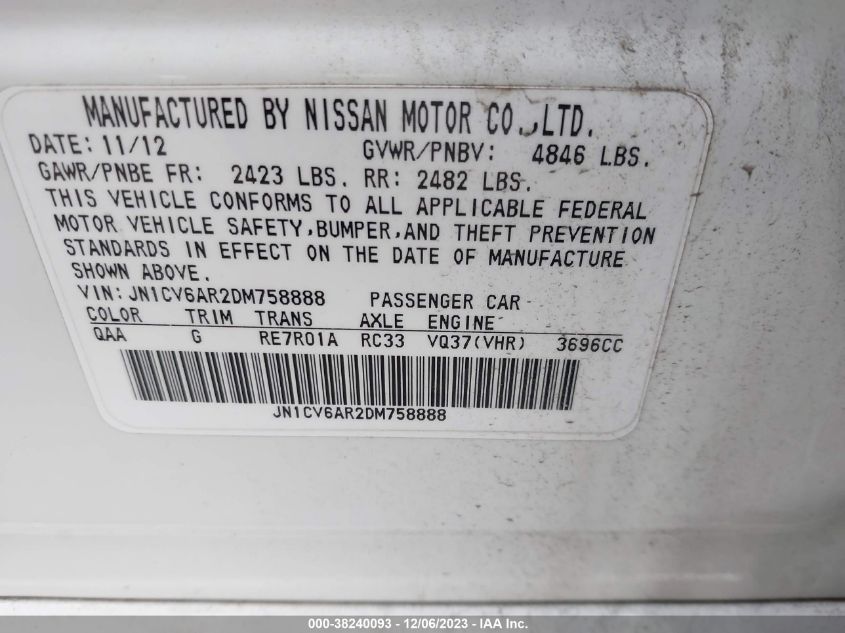 MANUFACTURED BY NISSAN MOTOR CO.,LTD.
DATE: 11/12 GVWR/PNBV: 4846 LBS.
GAWR/PNBE FR: 2423 LBS. RR: 2482 LBS.
THIS VEHICLE CONFORMS TO ALL APPLICABLE FEDERAL
MOTOR VEHICLE SAFETY,BUMPER,AND THEFT PREVENTION
STANDARDS IN EFFECT ON THE DATE OF MANUFACTURE
SHOWN ABOVE.
VIN: JN1CV6AR2DM758888 PASSENGER CAR
COLOR TRIM TRANS AXLE ENGINE
QAA G RE7R01A RC33 VQ37(VHR) 3696CC
JN1CV6AR2DM758888
000-38240093 - 12/06/2023 - IAA Inc.